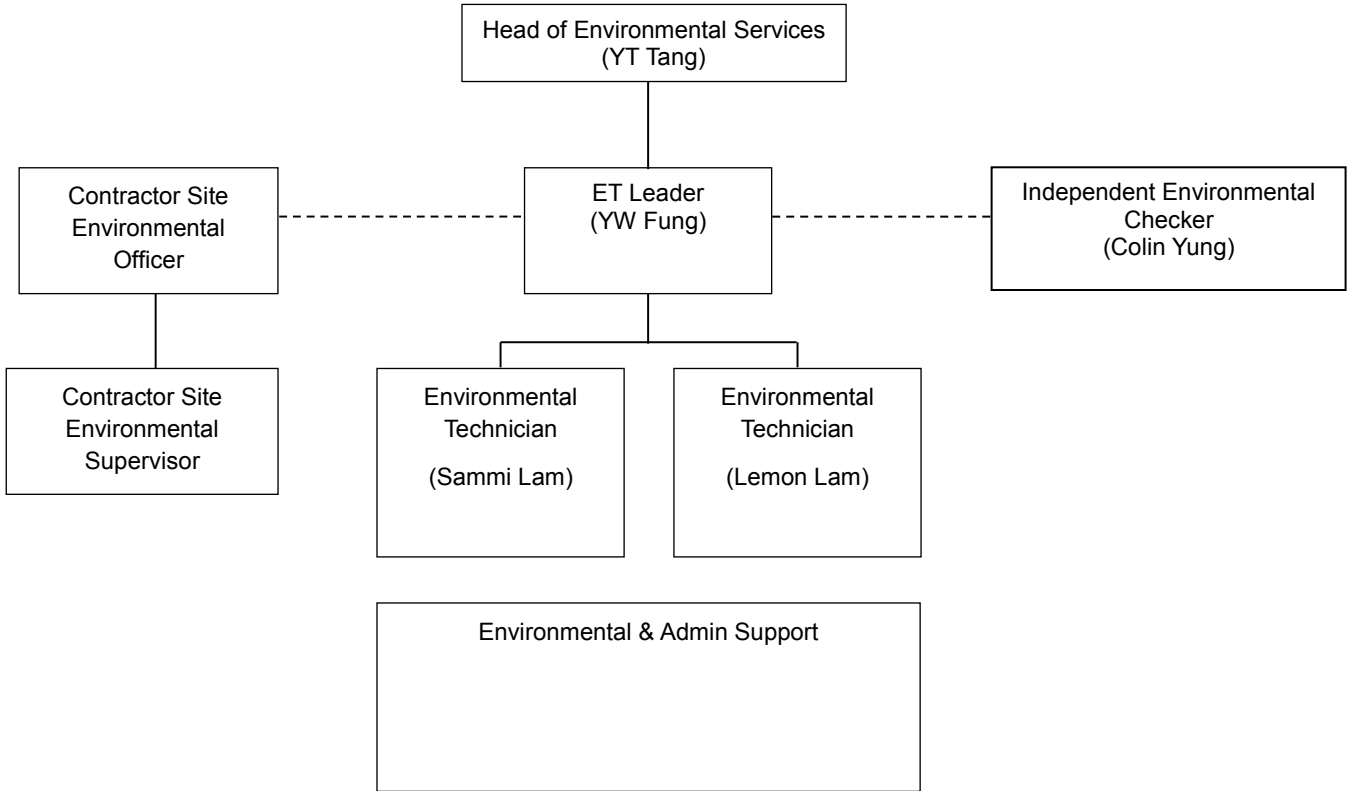 Head of Environmental Services
(YT Tang)
Contractor Site
Environmental
Officer
ET Leader
(YW Fung)
Independent Environmental
Checker
(Colin Yung)
Contractor Site
Environmental
Supervisor
Environmental
Technician
(Sammi Lam)
Environmental
Technician
(Lemon Lam)
Environmental & Admin Support